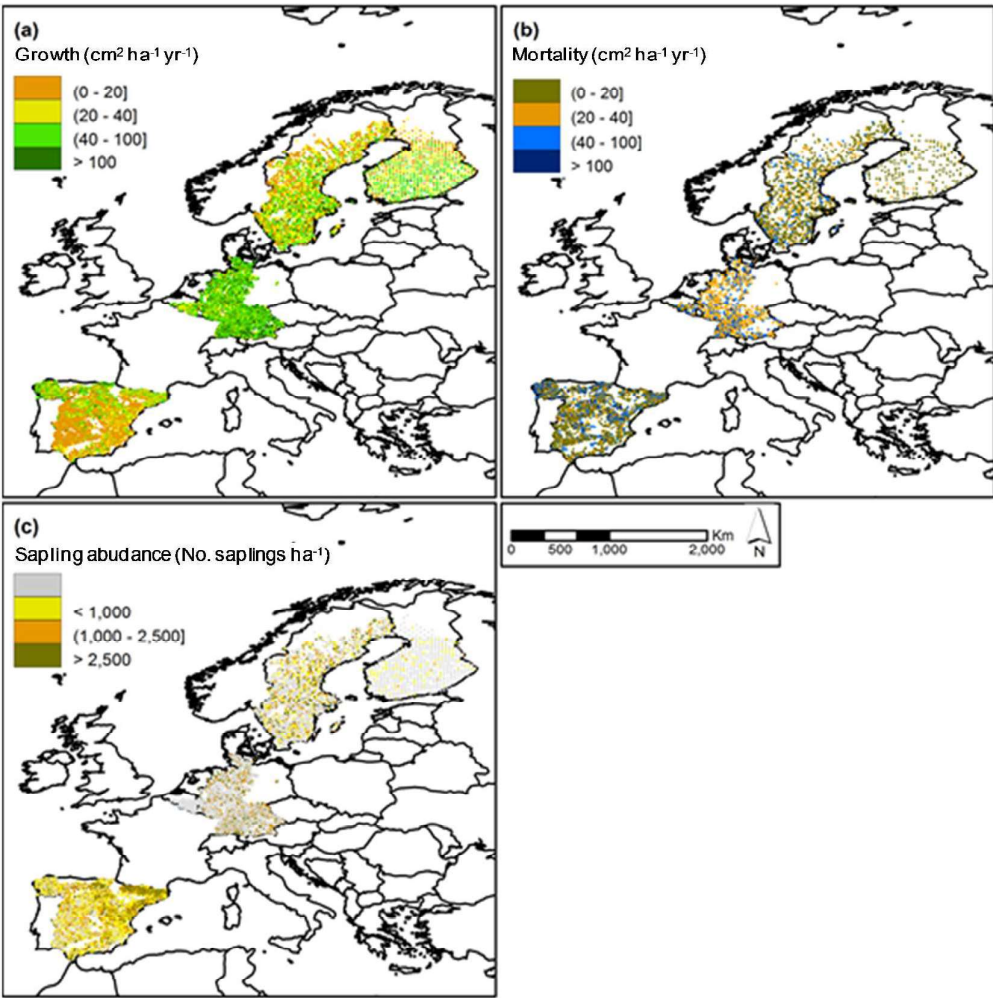 (a)
Growth (cm² ha⁻¹ yr⁻¹)
(0 - 20]
(20 - 40]
(40 - 100]
> 100
(b)
Mortality (cm² ha⁻¹ yr⁻¹)
(0 - 20]
(20 - 40]
(40 - 100]
> 100
(c)
Sapling abudance (No. saplings ha⁻¹)
< 1,000
(1,000 - 2,500]
> 2,500
Km
0 500 1,000 2,000
N